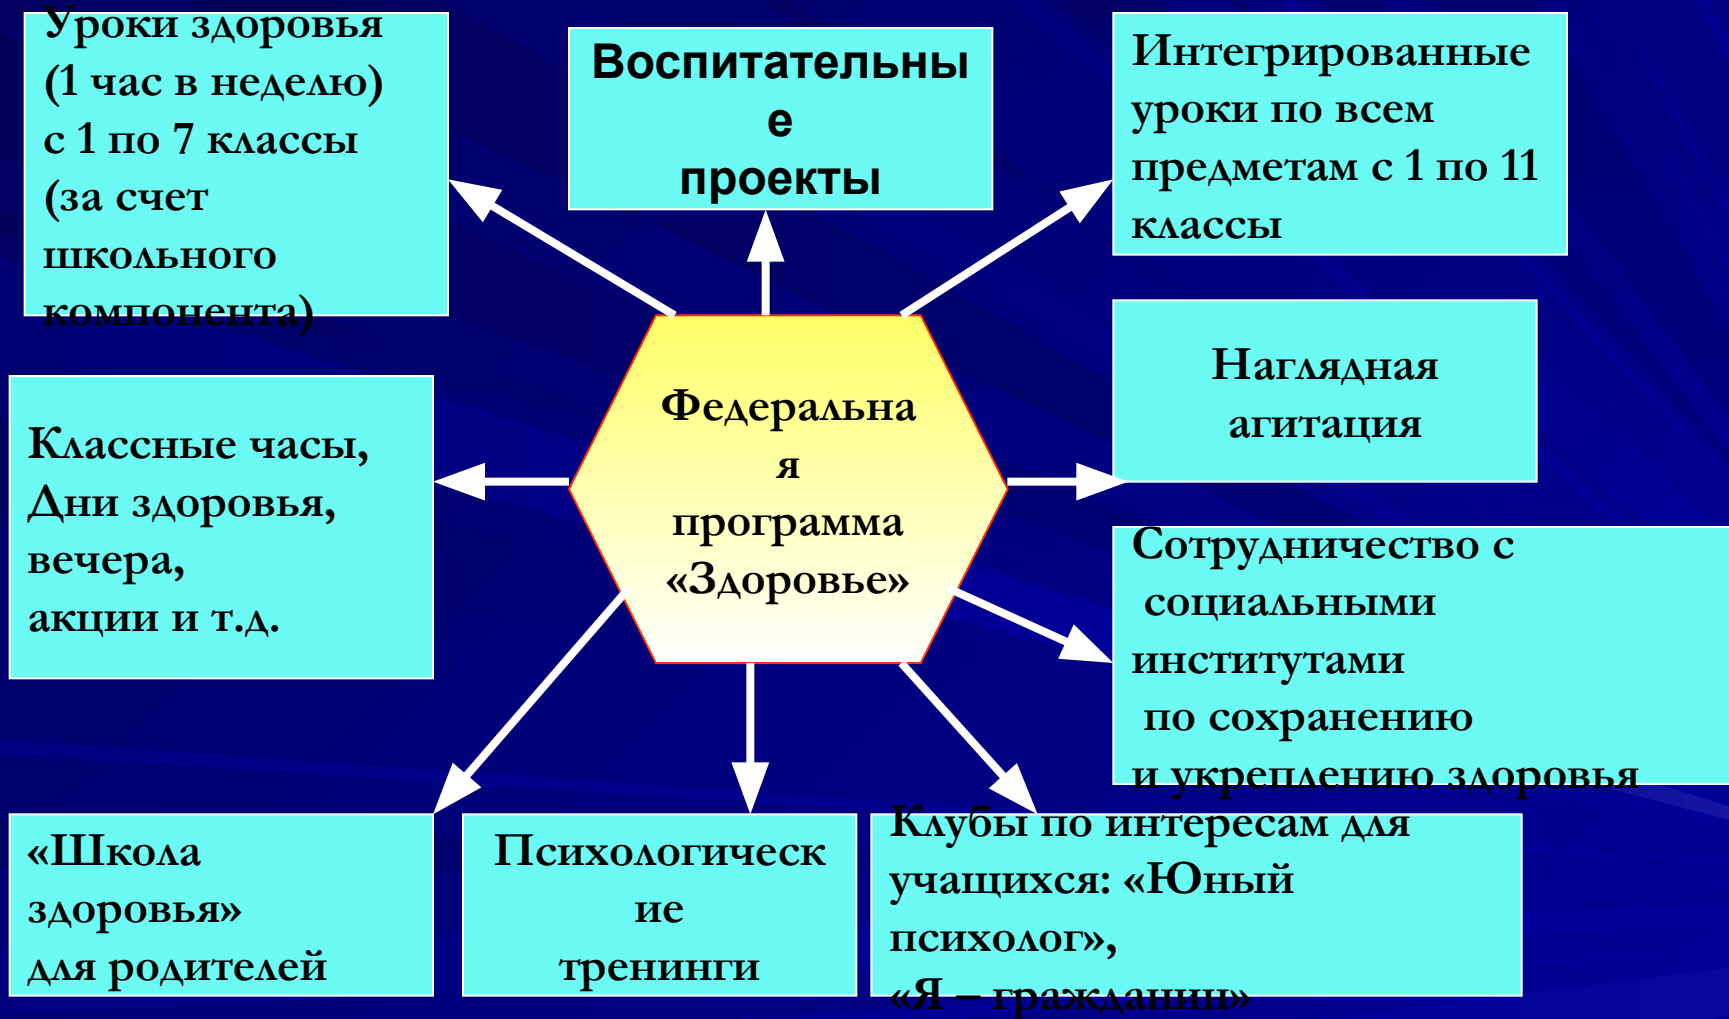 Уроки здоровья
(1 час в неделю)
с 1 по 7 классы
(за счет
школьного
компонента)
Воспитательны
е
проекты
Интегрированные
уроки по всем
предметам с 1 по 11
классы
Наглядная
агитация
Федеральна
я
программа
«Здоровье»
Классные часы,
Дни здоровья,
вечера,
акции и т.д.
Сотрудничество с
социальными
институтами
по сохранению
и укреплению здоровья
«Школа
здоровья»
для родителей
Психологическ
ие
тренинги
Клубы по интересам для
учащихся: «Юный
психолог»,
«Я – гражданин»